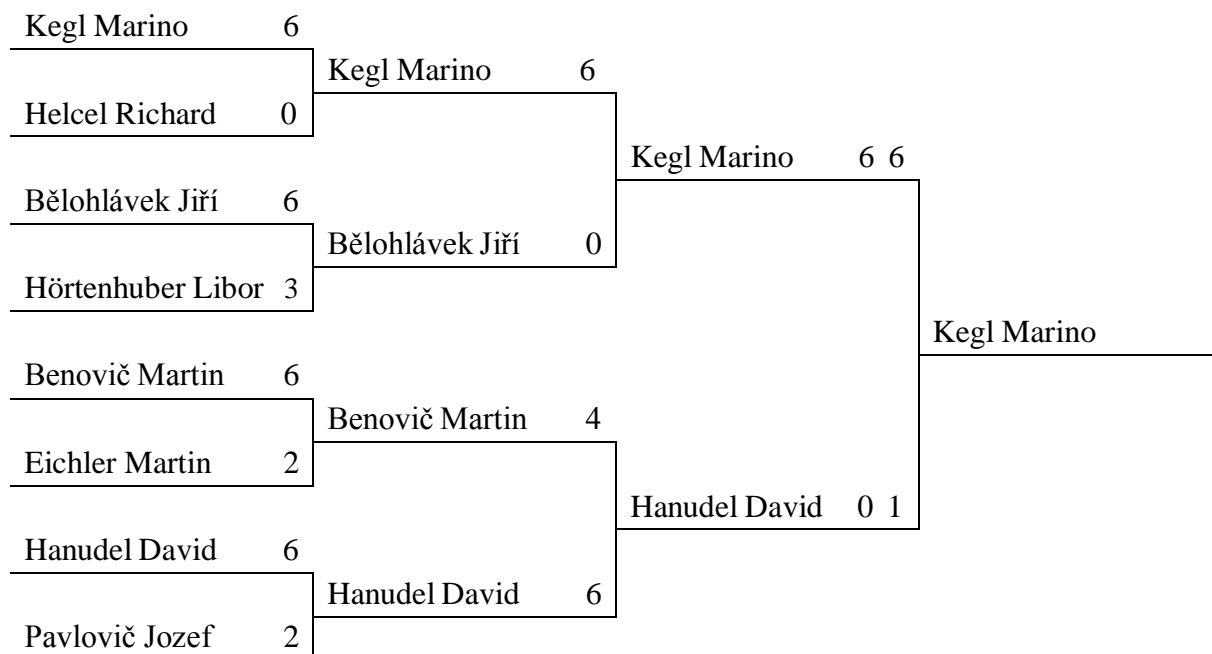 Kegl Marino 6
Kegl Marino 6
Helcel Richard 0
Kegl Marino 6 6
Bělohlávek Jiří 6
Bělohlávek Jiří 0
Hörtenhuber Libor 3
Kegl Marino
Benovič Martin 6
Benovič Martin 4
Eichler Martin 2
Hanudel David 0 1
Hanudel David 6
Hanudel David 6
Pavlovič Jozef 2